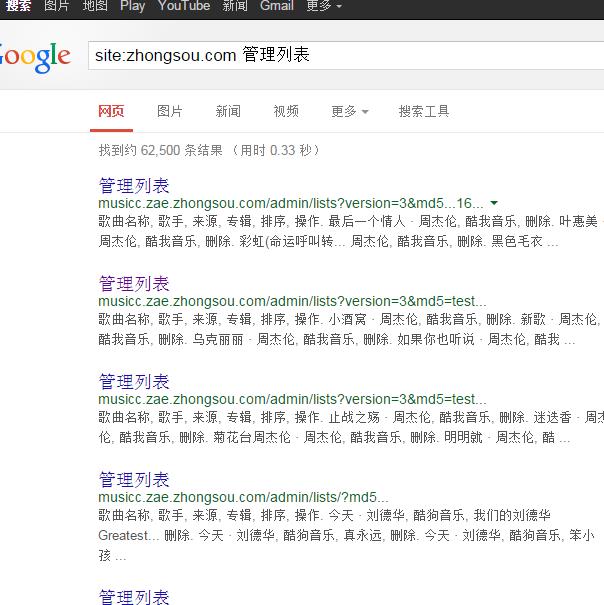 搜索 图片 地图 Play YouTube 新闻 Gmail 更多
Google
site:zhongsou.com 管理列表
网页 图片 新闻 视频 更多 搜索工具
找到约 62,500 条结果 （用时 0.33 秒）
管理列表
musicc.zae.zhongsou.com/admin/lists?version=3&md5...16...
歌曲名称, 歌手, 来源, 专辑, 排序, 操作. 最后一个情人 · 周杰伦, 酷我音乐, 删除. 叶惠美 ·
周杰伦, 酷我音乐, 删除. 彩虹(命运呼叫转... 周杰伦, 酷我音乐, 删除. 黑色毛衣 ...
管理列表
musicc.zae.zhongsou.com/admin/lists?version=3&md5=test...
歌曲名称, 歌手, 来源, 专辑, 排序, 操作. 小酒窝 · 周杰伦, 酷我音乐, 删除. 新歌 · 周杰伦,
酷我音乐, 删除. 乌克丽丽 · 周杰伦, 酷我音乐, 删除. 如果你也听说 · 周杰伦, 酷我 ...
管理列表
musicc.zae.zhongsou.com/admin/lists?version=3&md5=test...
歌曲名称, 歌手, 来源, 专辑, 排序, 操作. 止战之殇 · 周杰伦, 酷我音乐, 删除. 迷迭香 · 周杰
伦, 酷我音乐, 删除. 菊花台周杰伦 · 周杰伦, 酷我音乐, 删除. 明明就 · 周杰伦, 酷 ...
管理列表
musicc.zae.zhongsou.com/admin/lists/?md5...
歌曲名称, 歌手, 来源, 专辑, 排序, 操作. 今天 · 刘德华, 酷狗音乐, 我们的刘德华
Greatest... 删除. 今天 · 刘德华, 酷狗音乐, 真永远, 删除. 今天 · 刘德华, 酷狗音乐, 笨小
孩 ...
管理列表